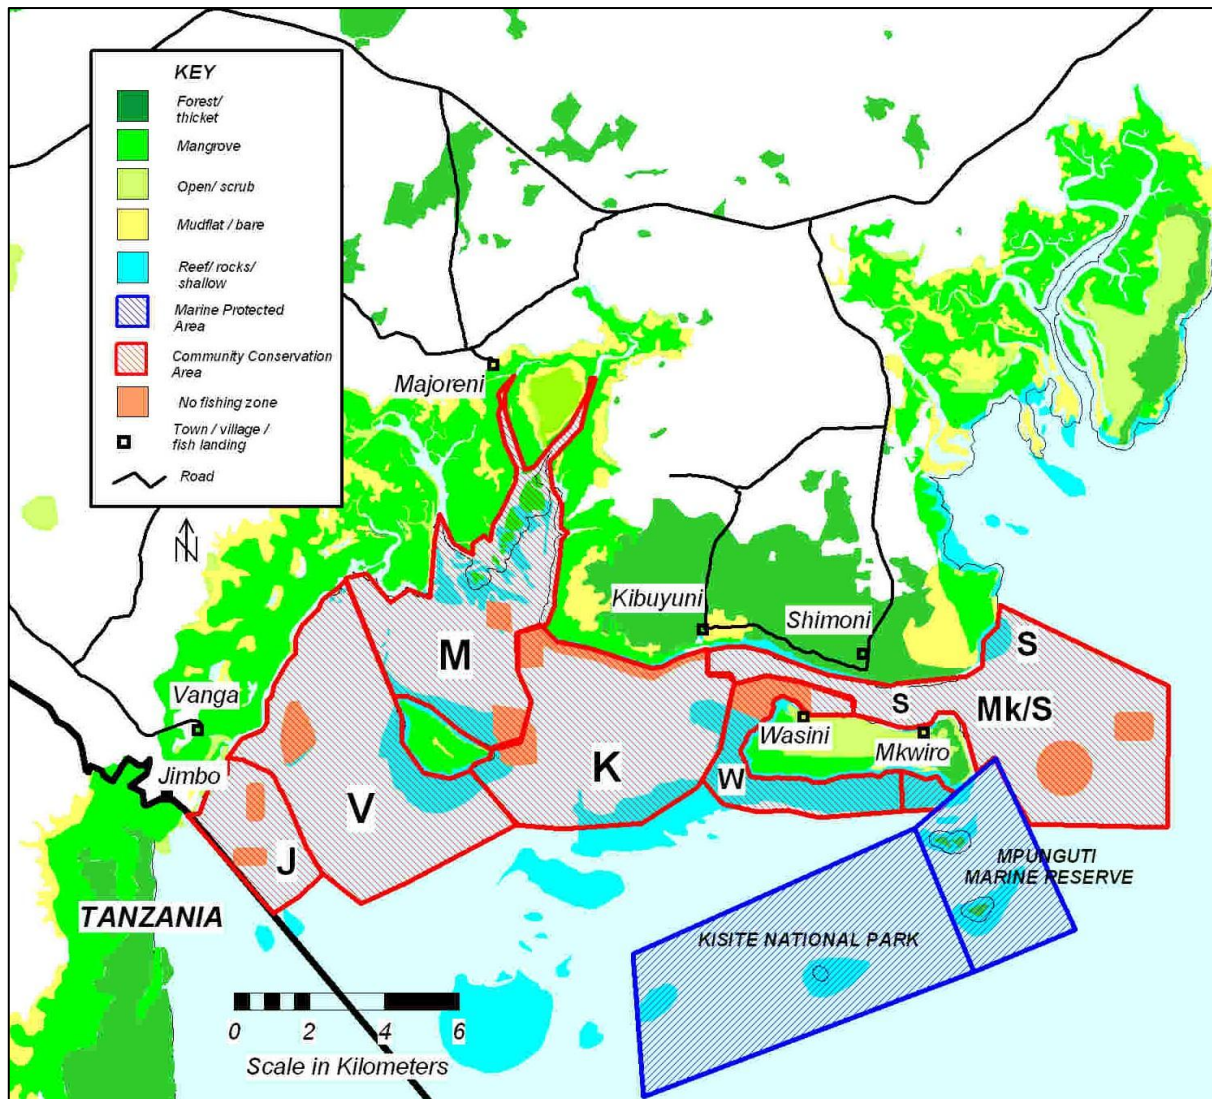 KEY
Forest/
thicket
Mangrove
Open/ scrub
Mudflat / bare
Reef/ rocks/
shallow
Marine Protected
Area
Community Conservation
Area
No fishing zone
Town / village /
fish landing
Road
N
Majoreni
Kibuyuni
Shimoni
M
S
S
Mk/S
Vanga
Wasini
Mkwiro
Jimbo
K
W
V
J
MPUNGUTI
MARINE RESERVE
TANZANIA
KISITE NATIONAL PARK
0 2 4 6
Scale in Kilometers